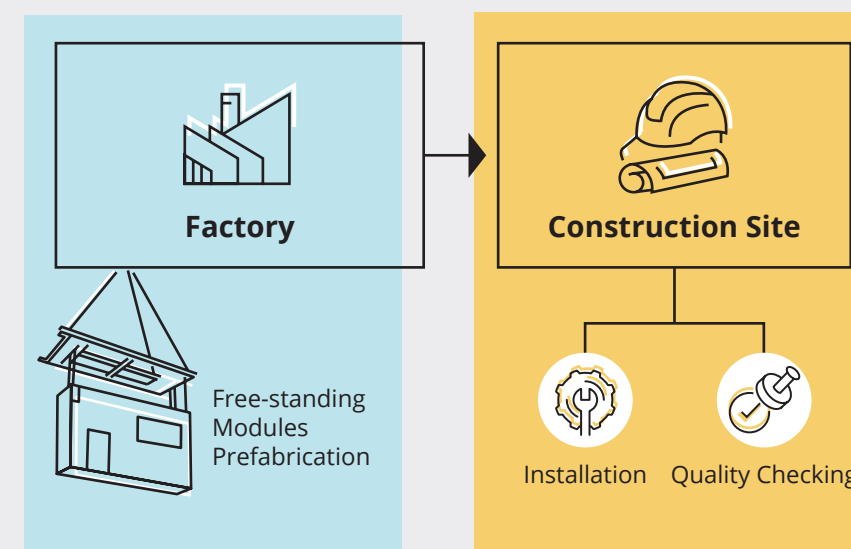 Factory
Construction Site
Free-standing
Modules
Prefabrication
Installation
Quality Checking